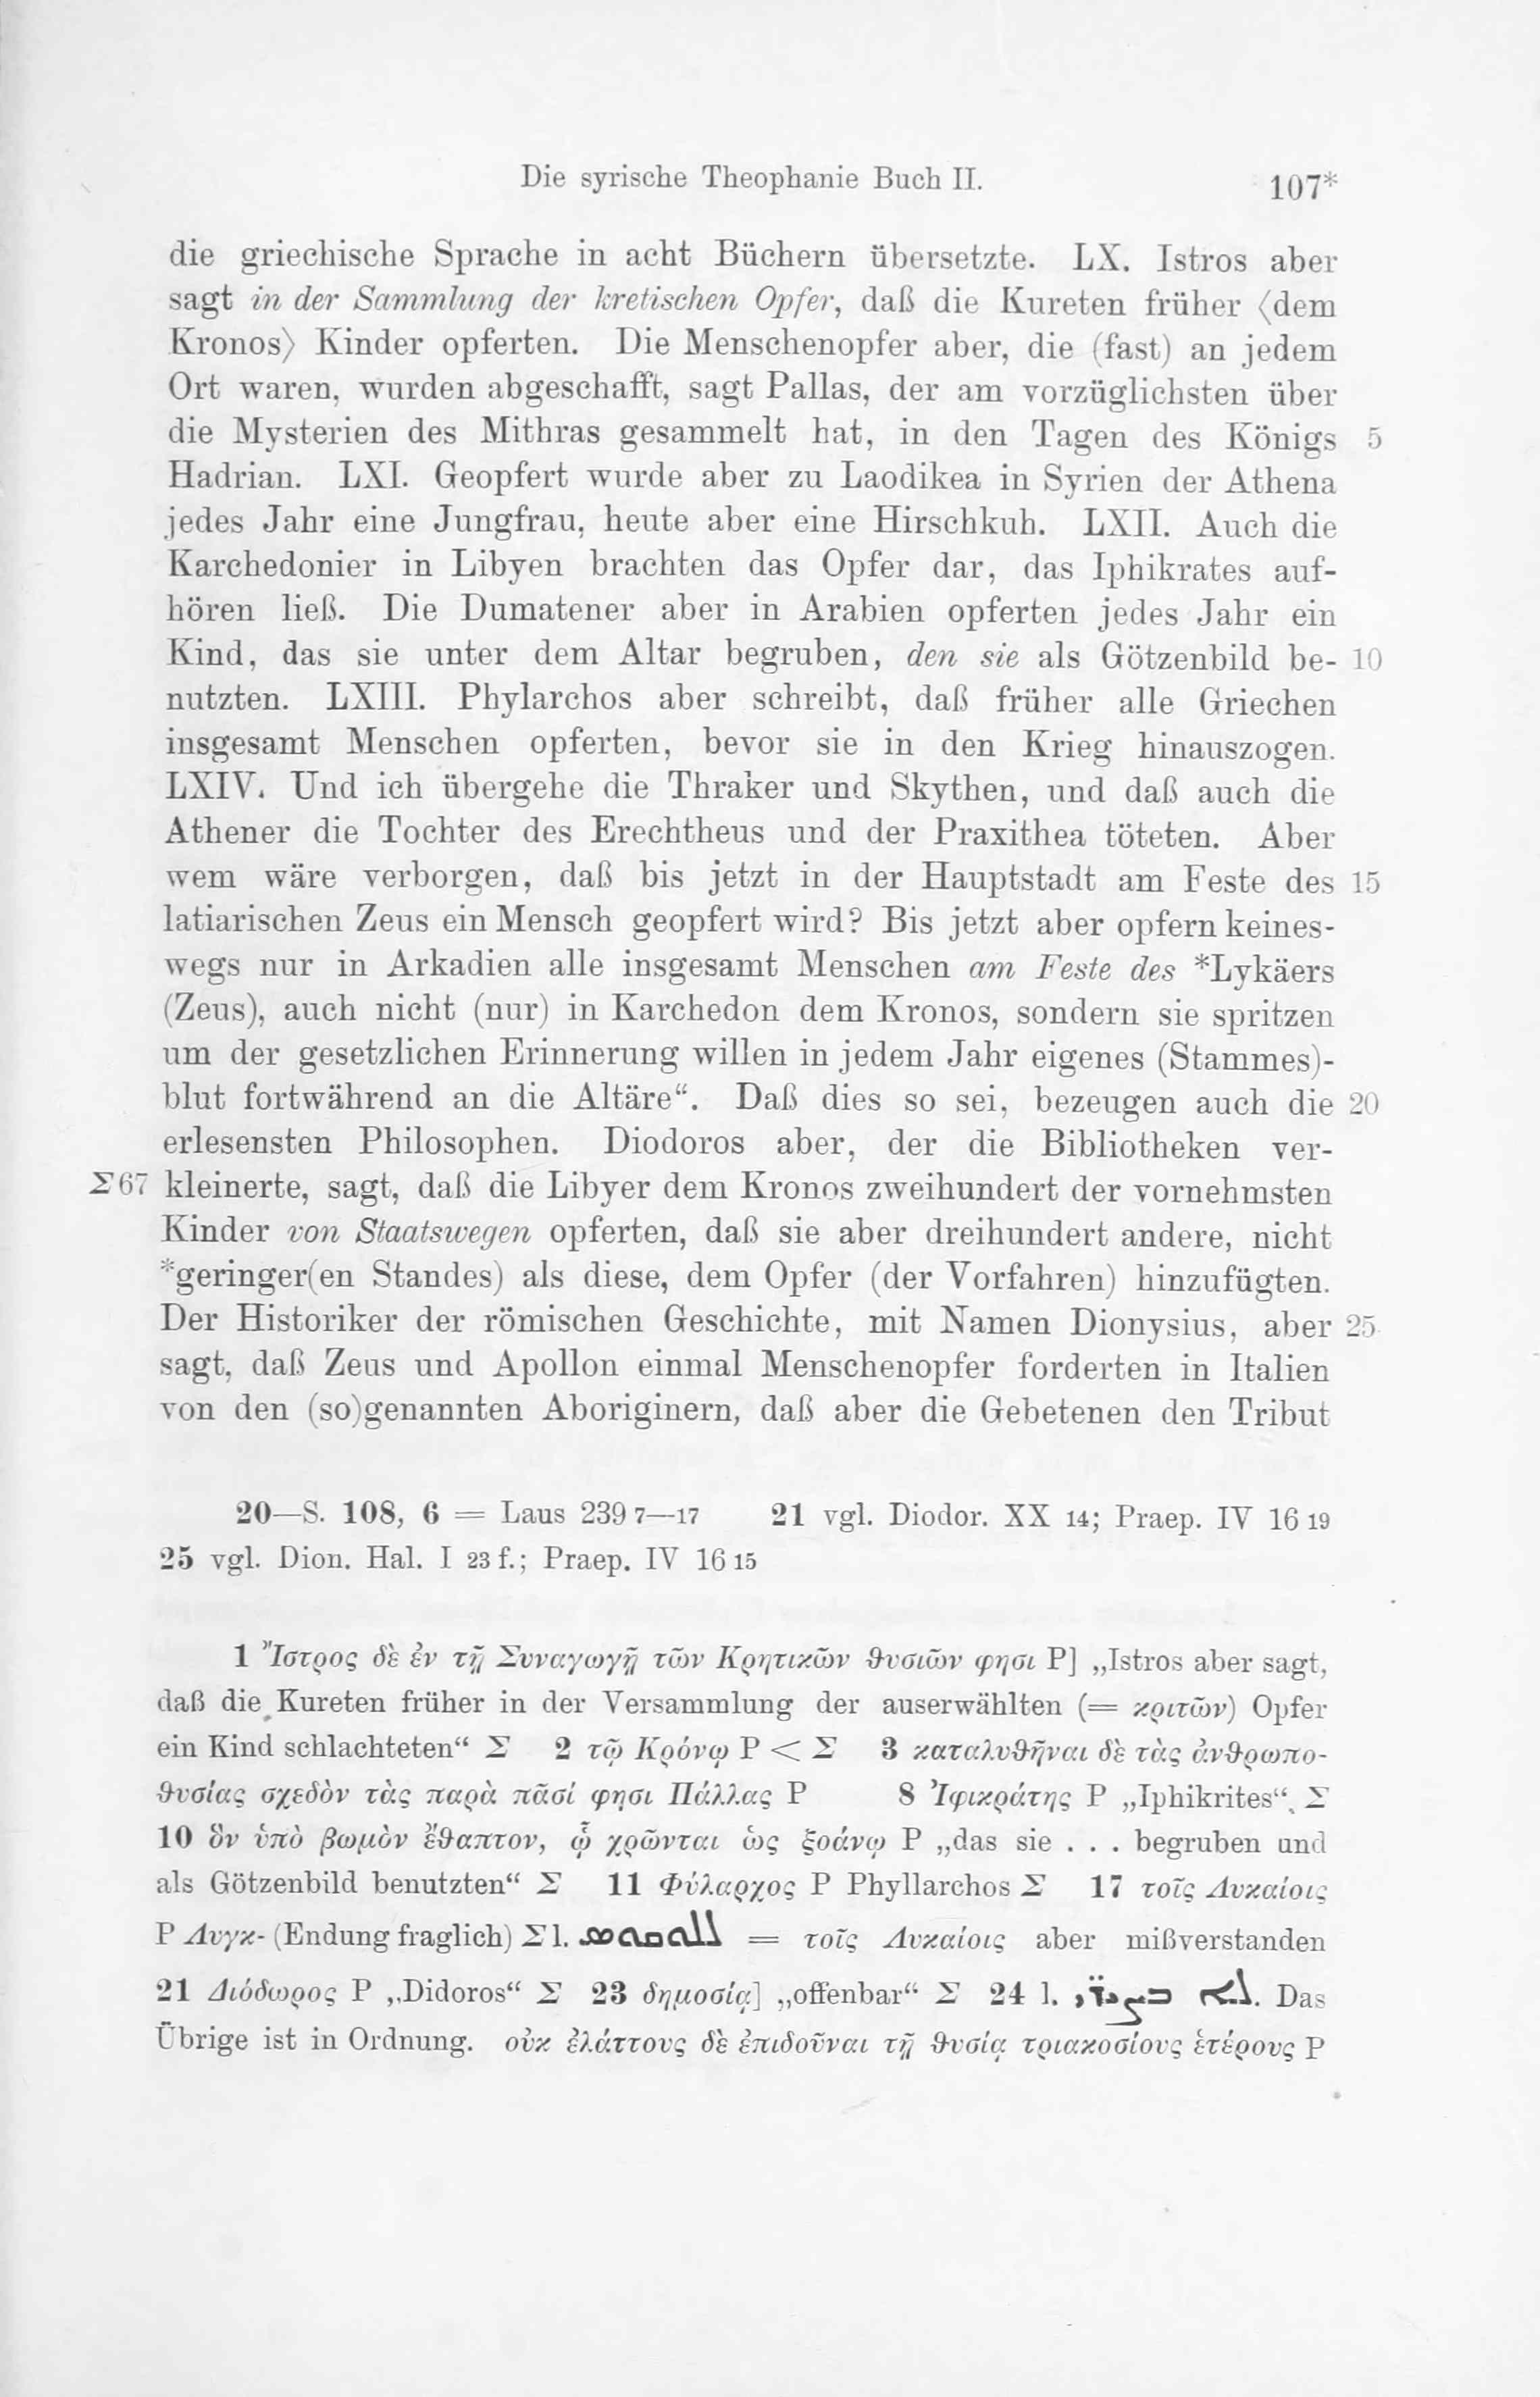 Die syrische Theophanie Buch II. 107*
die griechische Sprache in acht Büchern übersetzte. LX. Istros aber
sagt in der Sammlung der kretischen Opfer, daß die Kureten früher ⟨dem
Kronos⟩ Kinder opferten. Die Menschenopfer aber, die (fast) an jedem
Ort waren, wurden abgeschafft, sagt Pallas, der am vorzüglichsten über
die Mysterien des Mithras gesammelt hat, in den Tagen des Königs 5
Hadrian. LXI. Geopfert wurde aber zu Laodikea in Syrien der Athena
jedes Jahr eine Jungfrau, heute aber eine Hirschkuh. LXII. Auch die
Karchedonier in Libyen brachten das Opfer dar, das Iphikrates auf-
hören ließ. Die Dumatener aber in Arabien opferten jedes Jahr ein
Kind, das sie unter dem Altar begruben, den sie als Götzenbild be- 10
nutzten. LXIII. Phylarchos aber schreibt, daß früher alle Griechen
insgesamt Menschen opferten, bevor sie in den Krieg hinauszogen.
LXIV. Und ich übergehe die Thraker und Skythen, und daß auch die
Athener die Tochter des Erechtheus und der Praxithea töteten. Aber
wem wäre verborgen, daß bis jetzt in der Hauptstadt am Feste des 15
latiarischen Zeus ein Mensch geopfert wird? Bis jetzt aber opfern keines-
wegs nur in Arkadien alle insgesamt Menschen am Feste des *Lykäers
(Zeus), auch nicht (nur) in Karchedon dem Kronos, sondern sie spritzen
um der gesetzlichen Erinnerung willen in jedem Jahr eigenes (Stammes)-
blut fortwährend an die Altäre“. Daß dies so sei, bezeugen auch die 20
erlesensten Philosophen. Diodoros aber, der die Bibliotheken ver-
Σ 67 kleinerte, sagt, daß die Libyer dem Kronos zweihundert der vornehmsten
Kinder von Staatswegen opferten, daß sie aber dreihundert andere, nicht
*geringer(en Standes) als diese, dem Opfer (der Vorfahren) hinzufügten.
Der Historiker der römischen Geschichte, mit Namen Dionysius, aber 25
sagt, daß Zeus und Apollon einmal Menschenopfer forderten in Italien
von den (so)genannten Aboriginern, daß aber die Gebetenen den Tribut
20—S. 108, 6 = Laus 239 7—17 21 vgl. Diodor. XX 14; Praep. IV 16 19
25 vgl. Dion. Hal. I 23 f.; Praep. IV 16 15
1 Ἴστρος δὲ ἐν τῇ Συναγωγῇ τῶν Κρητικῶν θυσιῶν φησι P] „Istros aber sagt,
daß die Kureten früher in der Versammlung der auserwählten (= κριτῶν) Opfer
ein Kind schlachteten“ Σ 2 τῷ Κρόνῳ P < Σ 3 καταλυθῆναι δὲ τὰς ἀνθρωπο-
θυσίας σχεδὸν τὰς παρὰ πᾶσί φησι Πάλλας P 8 Ἰφικράτης P „Iphikrites“ Σ
10 ὃν ὑπὸ βωμὸν ἔθαπτον, ᾧ χρῶνται ὡς ξοάνῳ P „das sie . . . begruben und
als Götzenbild benutzten“ Σ 11 Φύλαρχος P Phyllarchos Σ 17 τοῖς Λυκαίοις
P Λυγκ- (Endung fraglich) Σ l. = τοῖς Λυκαίοις aber mißverstanden
21 Διόδωρος P „Didoros“ Σ 23 δημοσίᾳ] „offenbar“ Σ 24 l. Das
Übrige ist in Ordnung. οὐκ ἐλάττους δὲ ἐπιδοῦναι τῇ θυσίᾳ τριακοσίους ἑτέρους P